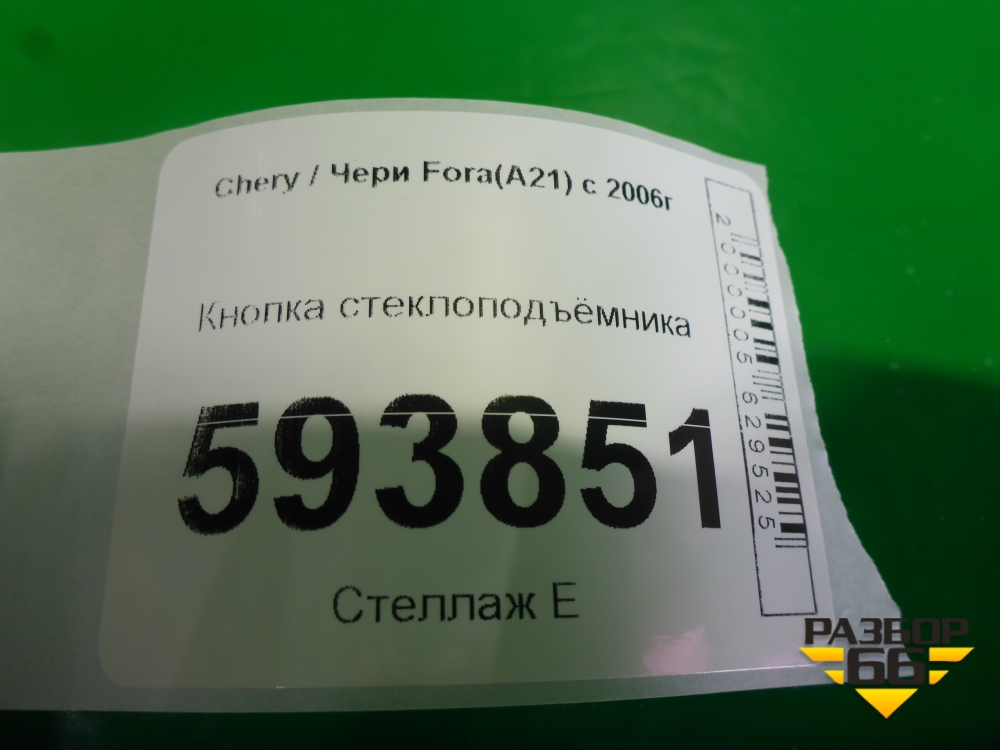 Chery / Чери Fora(A21) с 2006г
Кнопка стеклоподъёмника
593851
Стеллаж Е
2000005629525
РАЗБОР
66